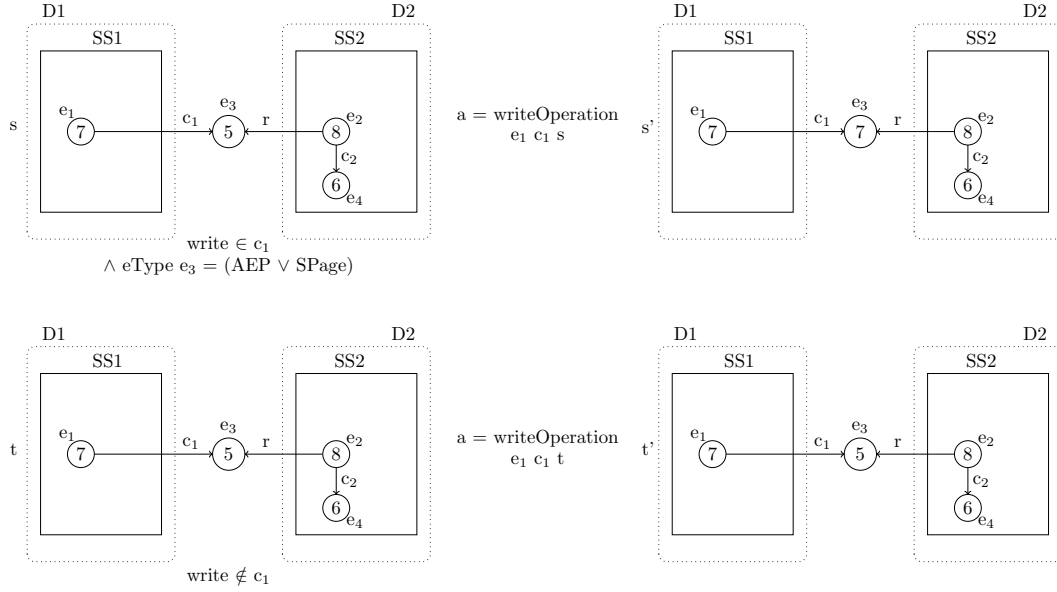 D1 D2 D1 D2
SS1 SS2 SS1 SS2
e₁ e₃ e₂ e₁ e₃ e₂
s 7 c₁ 5 r 8 a = writeOperation s' 7 c₁ 7 r 8
e₁ c₁ s
c₂ c₂
6 6
e₄ e₄
write ∈ c₁
∧ eType e₃ = (AEP ∨ SPage)
D1 D2 D1 D2
SS1 SS2 SS1 SS2
e₁ e₃ e₂ e₁ e₃ e₂
t 7 c₁ 5 r 8 a = writeOperation t' 7 c₁ 5 r 8
e₁ c₁ t
c₂ c₂
6 6
e₄ e₄
write ∉ c₁